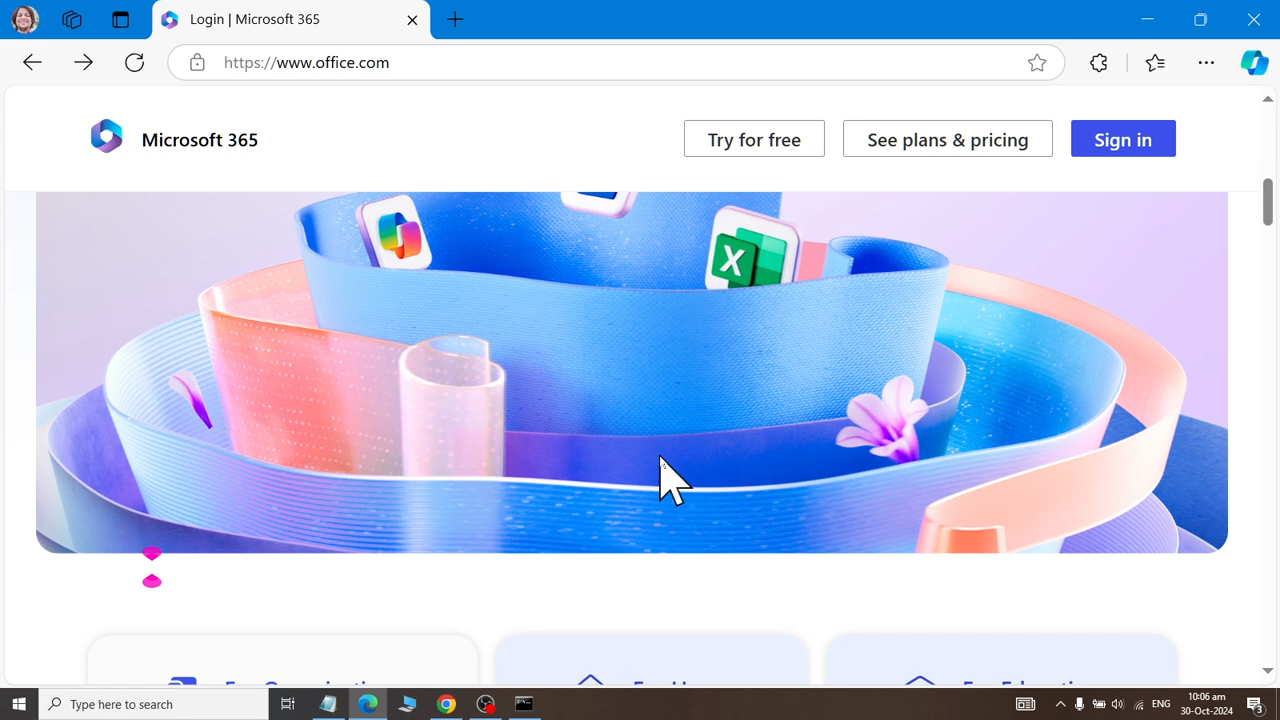 Login | Microsoft 365
https://www.office.com
Microsoft 365
Try for free
See plans & pricing
Sign in
X
Type here to search
ENG
10:06 am
30-Oct-2024
3